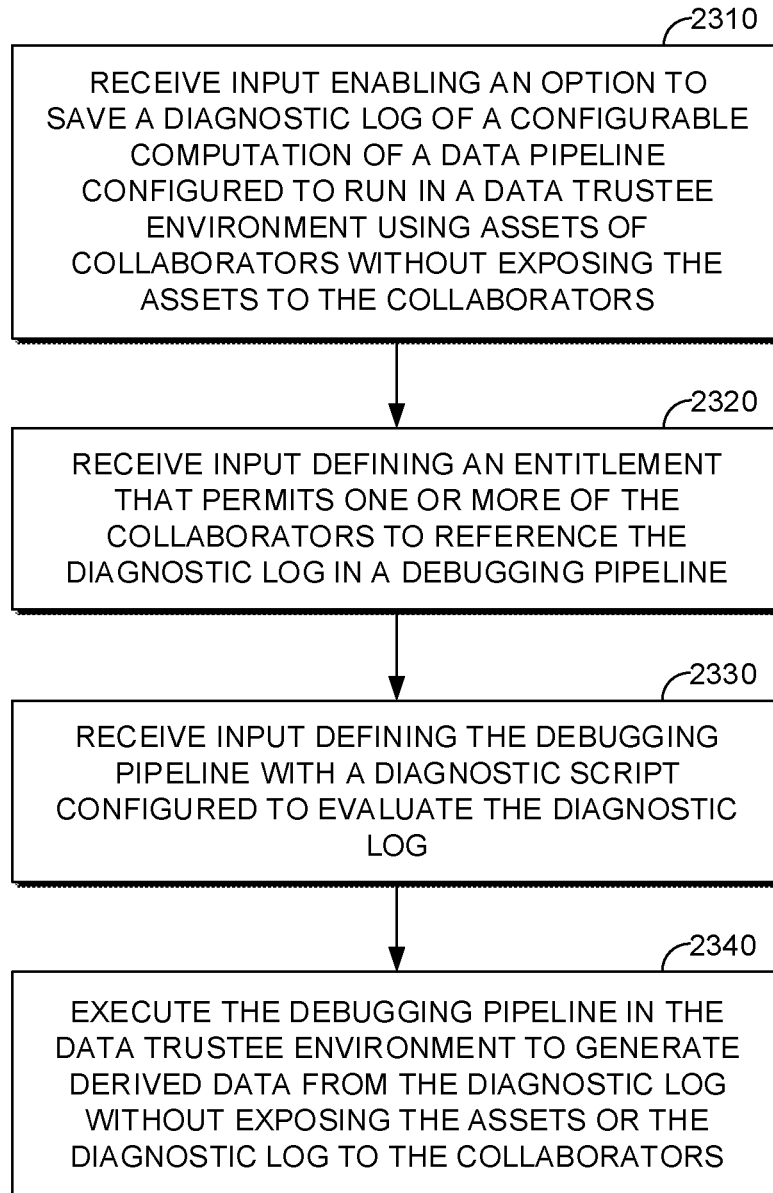 2310
RECEIVE INPUT ENABLING AN OPTION TO
SAVE A DIAGNOSTIC LOG OF A CONFIGURABLE
COMPUTATION OF A DATA PIPELINE
CONFIGURED TO RUN IN A DATA TRUSTEE
ENVIRONMENT USING ASSETS OF
COLLABORATORS WITHOUT EXPOSING THE
ASSETS TO THE COLLABORATORS
2320
RECEIVE INPUT DEFINING AN ENTITLEMENT
THAT PERMITS ONE OR MORE OF THE
COLLABORATORS TO REFERENCE THE
DIAGNOSTIC LOG IN A DEBUGGING PIPELINE
2330
RECEIVE INPUT DEFINING THE DEBUGGING
PIPELINE WITH A DIAGNOSTIC SCRIPT
CONFIGURED TO EVALUATE THE DIAGNOSTIC
LOG
2340
EXECUTE THE DEBUGGING PIPELINE IN THE
DATA TRUSTEE ENVIRONMENT TO GENERATE
DERIVED DATA FROM THE DIAGNOSTIC LOG
WITHOUT EXPOSING THE ASSETS OR THE
DIAGNOSTIC LOG TO THE COLLABORATORS